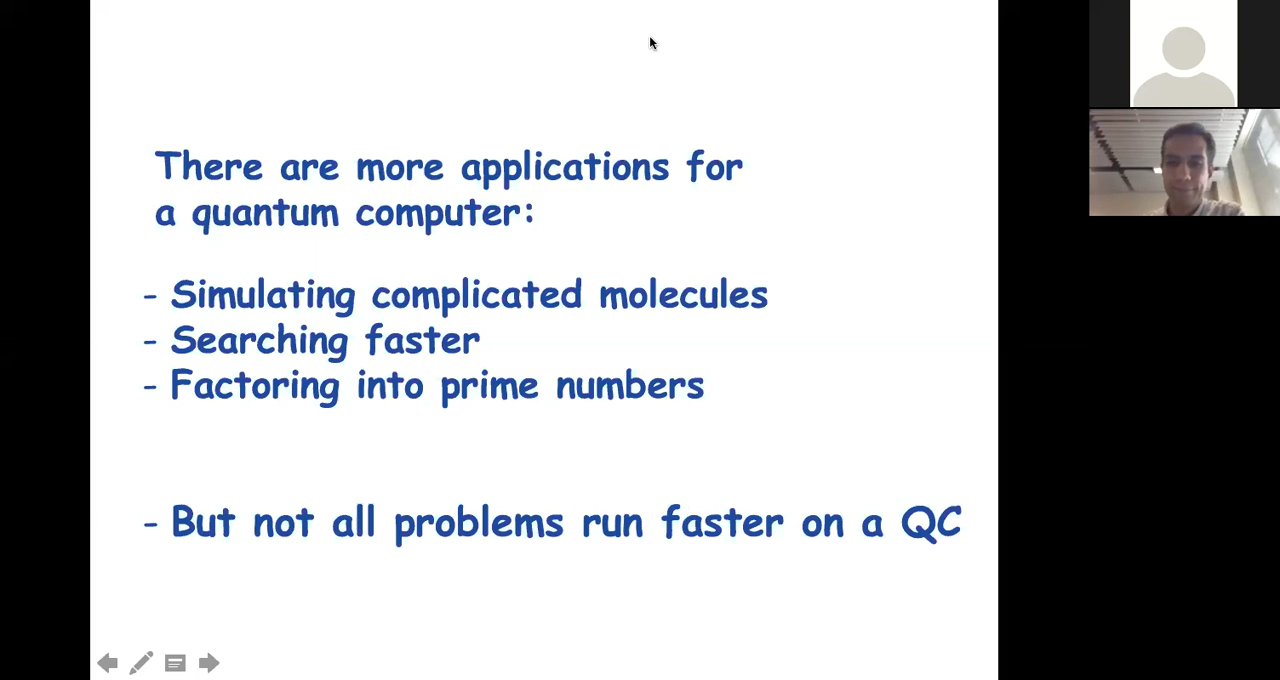 There are more applications for
a quantum computer:
- Simulating complicated molecules
- Searching faster
- Factoring into prime numbers
- But not all problems run faster on a QC